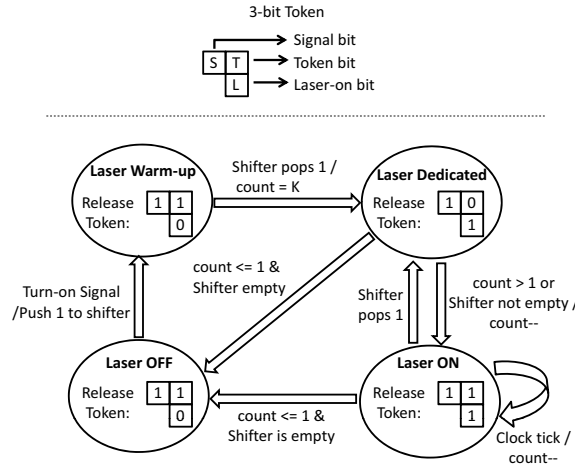 3-bit Token
Signal bit
S T Token bit
L Laser-on bit
Laser Warm-up
Release 1 1
Token: 0
Shifter pops 1 /
count = K
Laser Dedicated
Release 1 0
Token: 1
Turn-on Signal
/Push 1 to shifter
count <= 1 &
Shifter empty
Shifter
pops 1
count > 1 or
Shifter not empty /
count--
Laser OFF
Release 1 1
Token: 0
count <= 1 &
Shifter is empty
Laser ON
Release 1 1
Token: 1
Clock tick /
count--